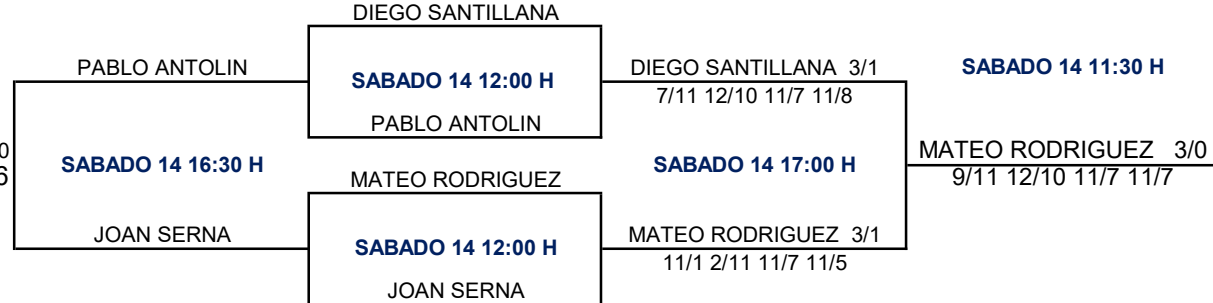 DIEGO SANTILLANA
PABLO ANTOLIN
SABADO 14 12:00 H
DIEGO SANTILLANA 3/1
SABADO 14 11:30 H
7/11 12/10 11/7 11/8
PABLO ANTOLIN
0
6
SABADO 14 16:30 H
SABADO 14 17:00 H
MATEO RODRIGUEZ 3/0
9/11 12/10 11/7 11/7
MATEO RODRIGUEZ
JOAN SERNA
SABADO 14 12:00 H
MATEO RODRIGUEZ 3/1
11/1 2/11 11/7 11/5
JOAN SERNA